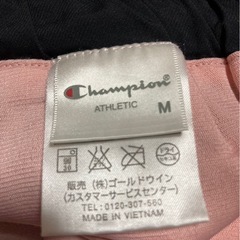 Champion
ATHLETIC
M
販売 (株)ゴールドウイン
(カスタマーサービスセンター)
TEL:0120-307-560
MADE IN VIETNAM